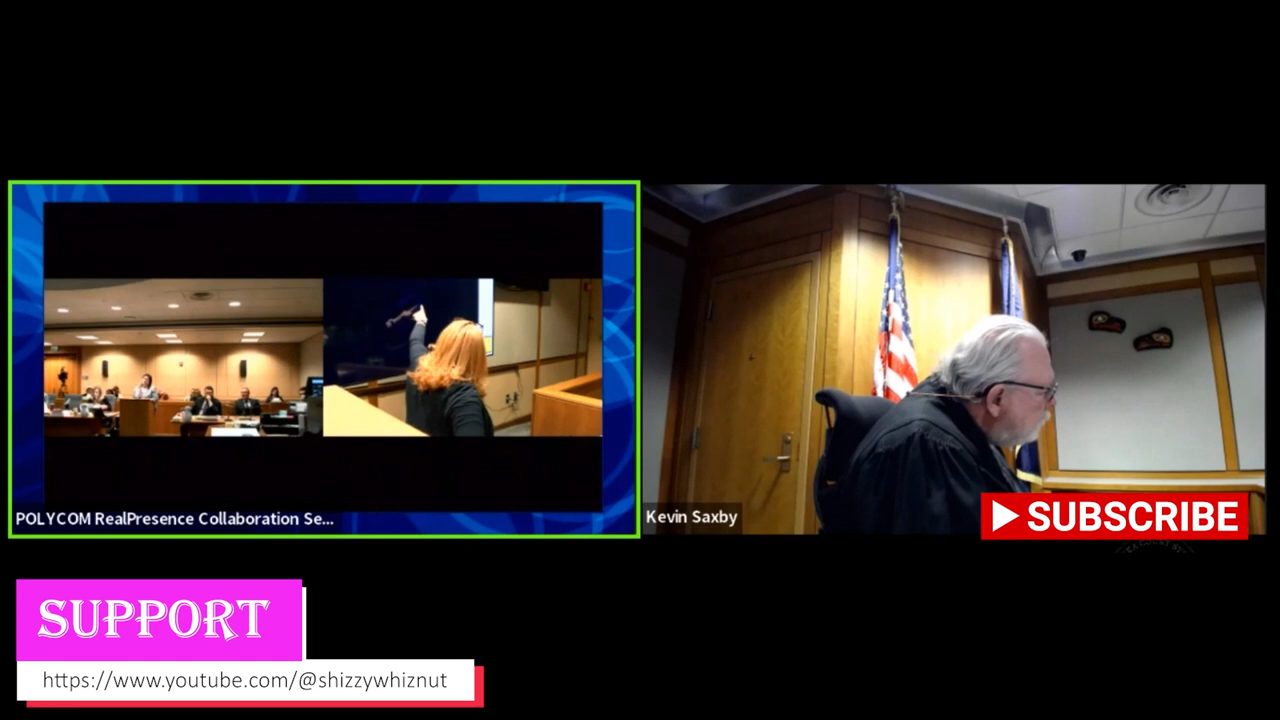 POLYCOM RealPresence Collaboration Se...
Kevin Saxby
SUBSCRIBE
SUPPORT
https://www.youtube.com/@shizzywhiznut